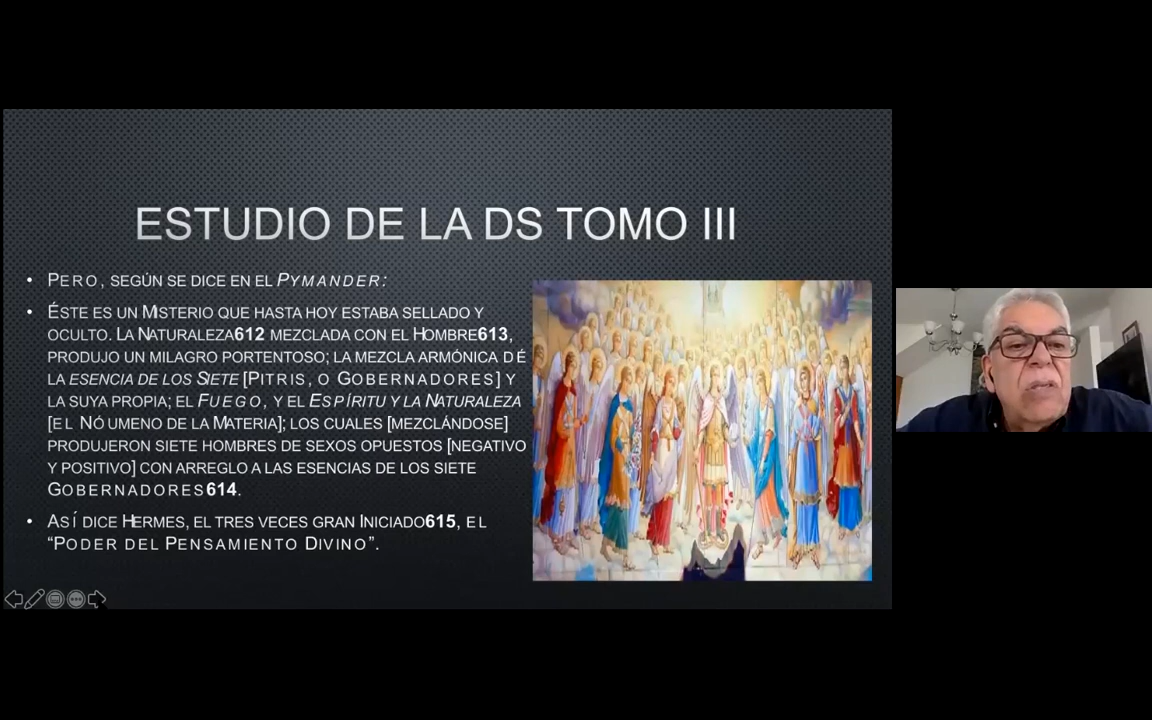 ESTUDIO DE LA DS TOMO III
• PERO, SEGÚN SE DICE EN EL PYMANDER:
• ÉSTE ES UN MISTERIO QUE HASTA HOY ESTABA SELLADO Y
OCULTO. LA NATURALEZA612 MEZCLADA CON EL HOMBRE613,
PRODUJO UN MILAGRO PORTENTOSO; LA MEZCLA ARMÓNICA DÉ
LA ESENCIA DE LOS SIETE [PITRIS, O GOBERNADORES] Y
LA SUYA PROPIA; EL FUEGO, Y EL ESPÍRITU Y LA NATURALEZA
[EL NÓUMENO DE LA MATERIA]; LOS CUALES [MEZCLÁNDOSE]
PRODUJERON SIETE HOMBRES DE SEXOS OPUESTOS [NEGATIVO
Y POSITIVO] CON ARREGLO A LAS ESENCIAS DE LOS SIETE
GOBERNADORES614.
• ASÍ DICE HERMES, EL TRES VECES GRAN INICIADO615, EL
“PODER DEL PENSAMIENTO DIVINO”.